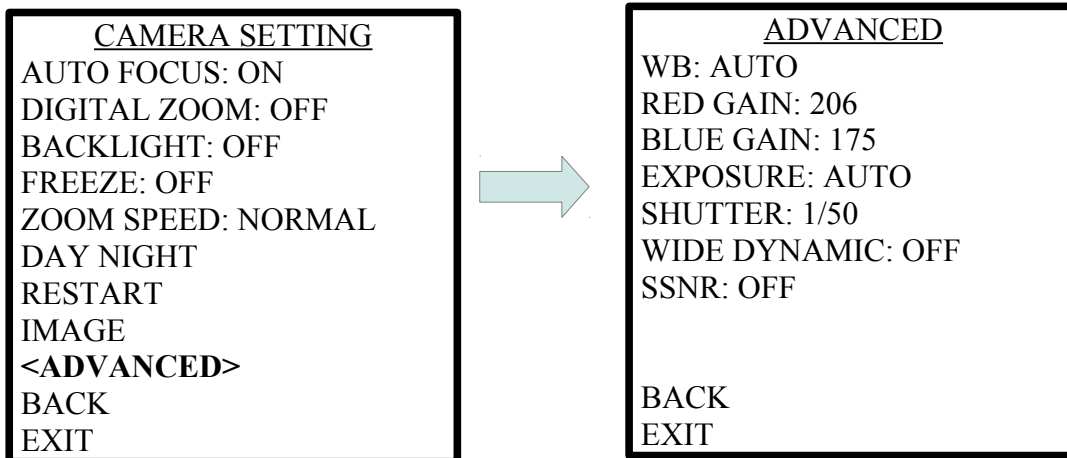 CAMERA SETTING
AUTO FOCUS: ON
DIGITAL ZOOM: OFF
BACKLIGHT: OFF
FREEZE: OFF
ZOOM SPEED: NORMAL
DAY NIGHT
RESTART
IMAGE
<ADVANCED>
BACK
EXIT
ADVANCED
WB: AUTO
RED GAIN: 206
BLUE GAIN: 175
EXPOSURE: AUTO
SHUTTER: 1/50
WIDE DYNAMIC: OFF
SSNR: OFF
BACK
EXIT